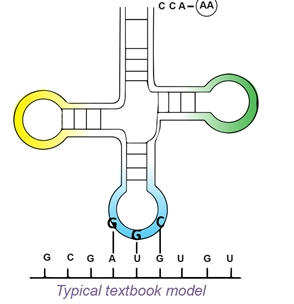 C C A – AA
G G C
G C G A U G U G U
Typical textbook model